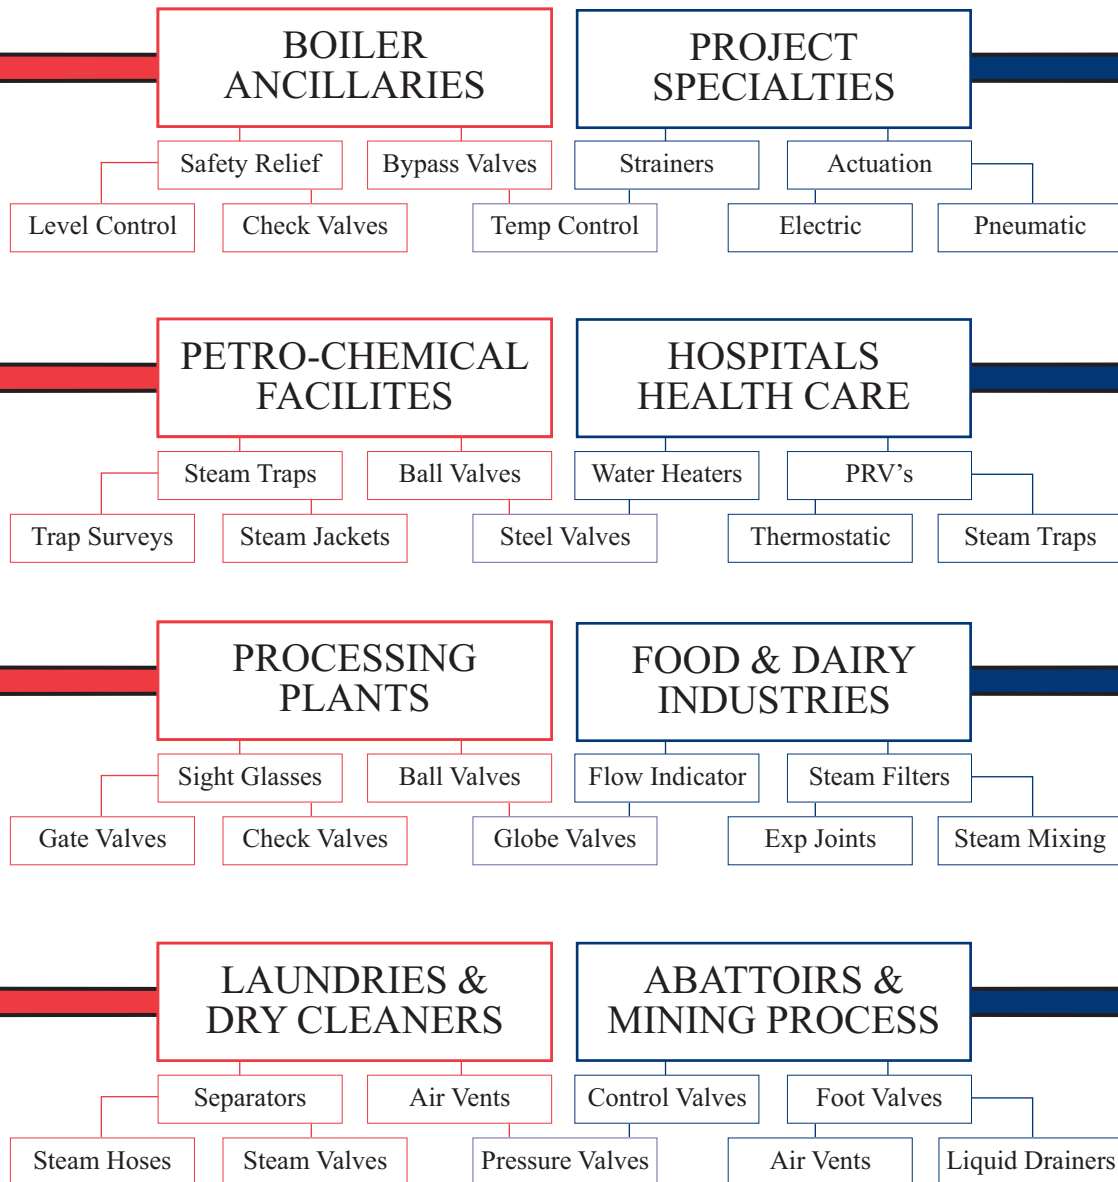 BOILER
ANCILLARIES
PROJECT
SPECIALTIES
Safety Relief
Bypass Valves
Strainers
Actuation
Level Control
Check Valves
Temp Control
Electric
Pneumatic
PETRO-CHEMICAL
FACILITES
HOSPITALS
HEALTH CARE
Steam Traps
Ball Valves
Water Heaters
PRV's
Trap Surveys
Steam Jackets
Steel Valves
Thermostatic
Steam Traps
PROCESSING
PLANTS
FOOD & DAIRY
INDUSTRIES
Sight Glasses
Ball Valves
Flow Indicator
Steam Filters
Gate Valves
Check Valves
Globe Valves
Exp Joints
Steam Mixing
LAUNDRIES &
DRY CLEANERS
ABATTOIRS &
MINING PROCESS
Separators
Air Vents
Control Valves
Foot Valves
Steam Hoses
Steam Valves
Pressure Valves
Air Vents
Liquid Drainers